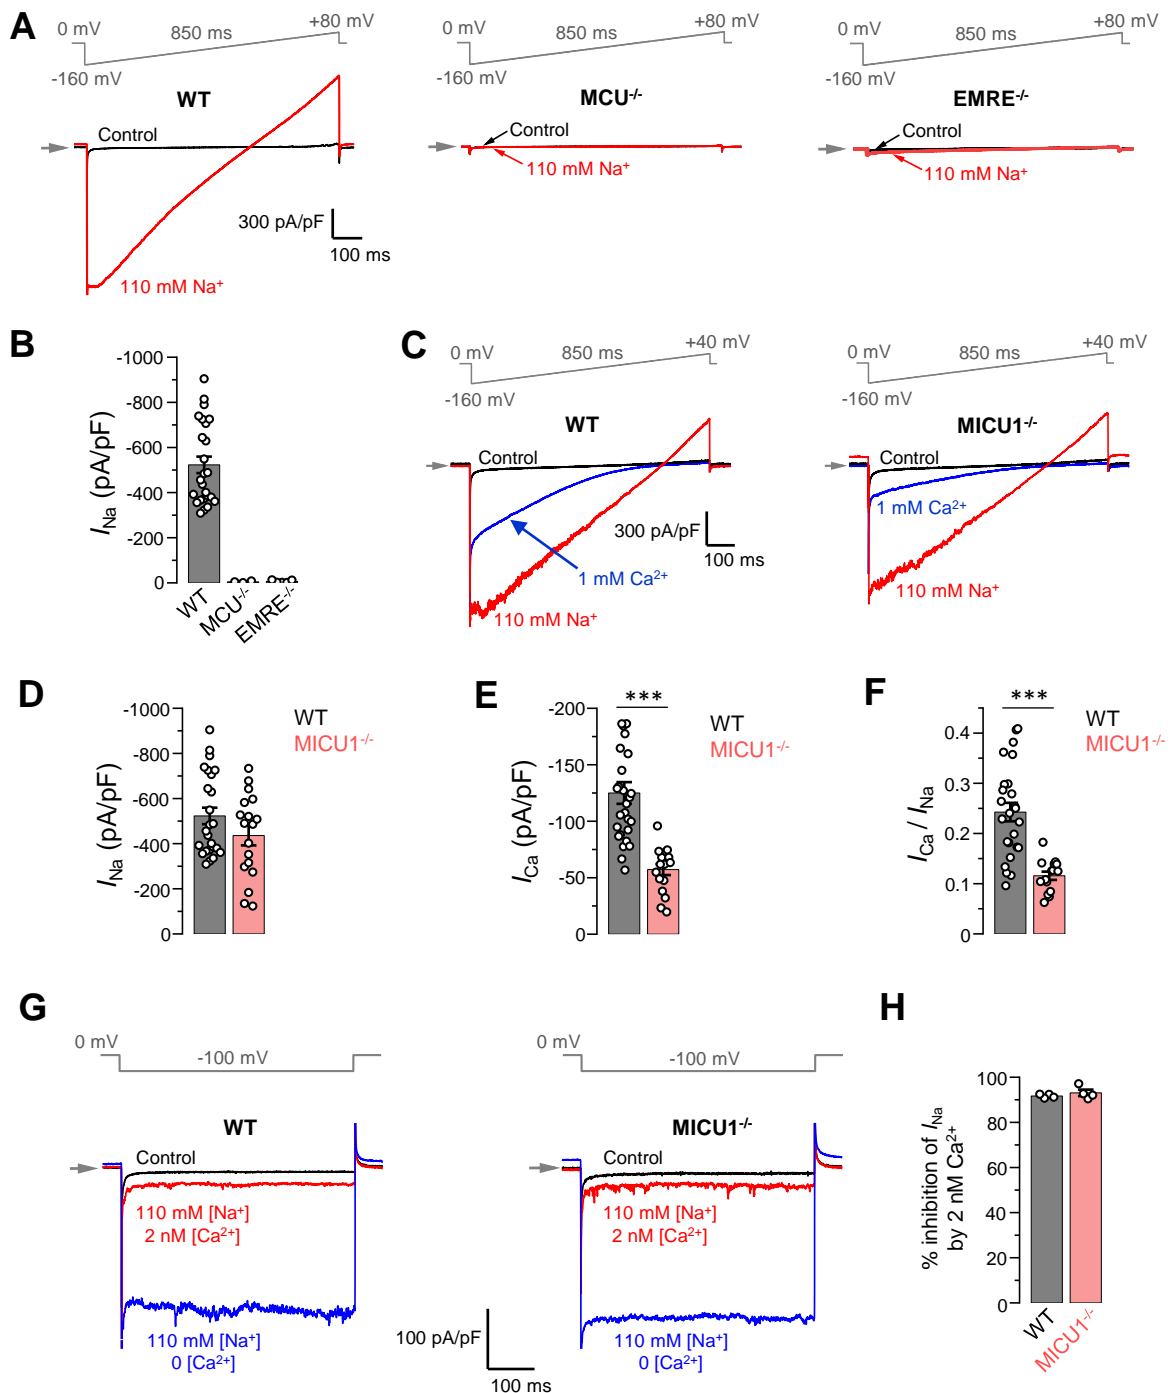 A
0 mV
850 ms
+80 mV
-160 mV
WT
Control
110 mM Na⁺
300 pA/pF
100 ms
0 mV
850 ms
+80 mV
-160 mV
MCU⁻/⁻
Control
110 mM Na⁺
0 mV
850 ms
+80 mV
-160 mV
EMRE⁻/⁻
Control
110 mM Na⁺
B
I_Na (pA/pF)
-1000
-800
-600
-400
-200
0
WT
MCU⁻/⁻
EMRE⁻/⁻
C
0 mV
850 ms
+40 mV
-160 mV
WT
Control
1 mM Ca²⁺
110 mM Na⁺
300 pA/pF
100 ms
0 mV
850 ms
+40 mV
-160 mV
MICU1⁻/⁻
Control
1 mM Ca²⁺
110 mM Na⁺
D
I_Na (pA/pF)
-1000
-800
-600
-400
-200
0
WT
MICU1⁻/⁻
E
I_Ca (pA/pF)
-200
-150
-100
-50
0
***
WT
MICU1⁻/⁻
F
I_Ca / I_Na
0.4
0.3
0.2
0.1
0
***
WT
MICU1⁻/⁻
G
0 mV
-100 mV
WT
Control
110 mM [Na⁺]
2 nM [Ca²⁺]
110 mM [Na⁺]
0 [Ca²⁺]
100 pA/pF
100 ms
0 mV
-100 mV
MICU1⁻/⁻
Control
110 mM [Na⁺]
2 nM [Ca²⁺]
110 mM [Na⁺]
0 [Ca²⁺]
H
% inhibition of I_Na
by 2 nM Ca²⁺
100
80
60
40
20
0
WT
MICU1⁻/⁻